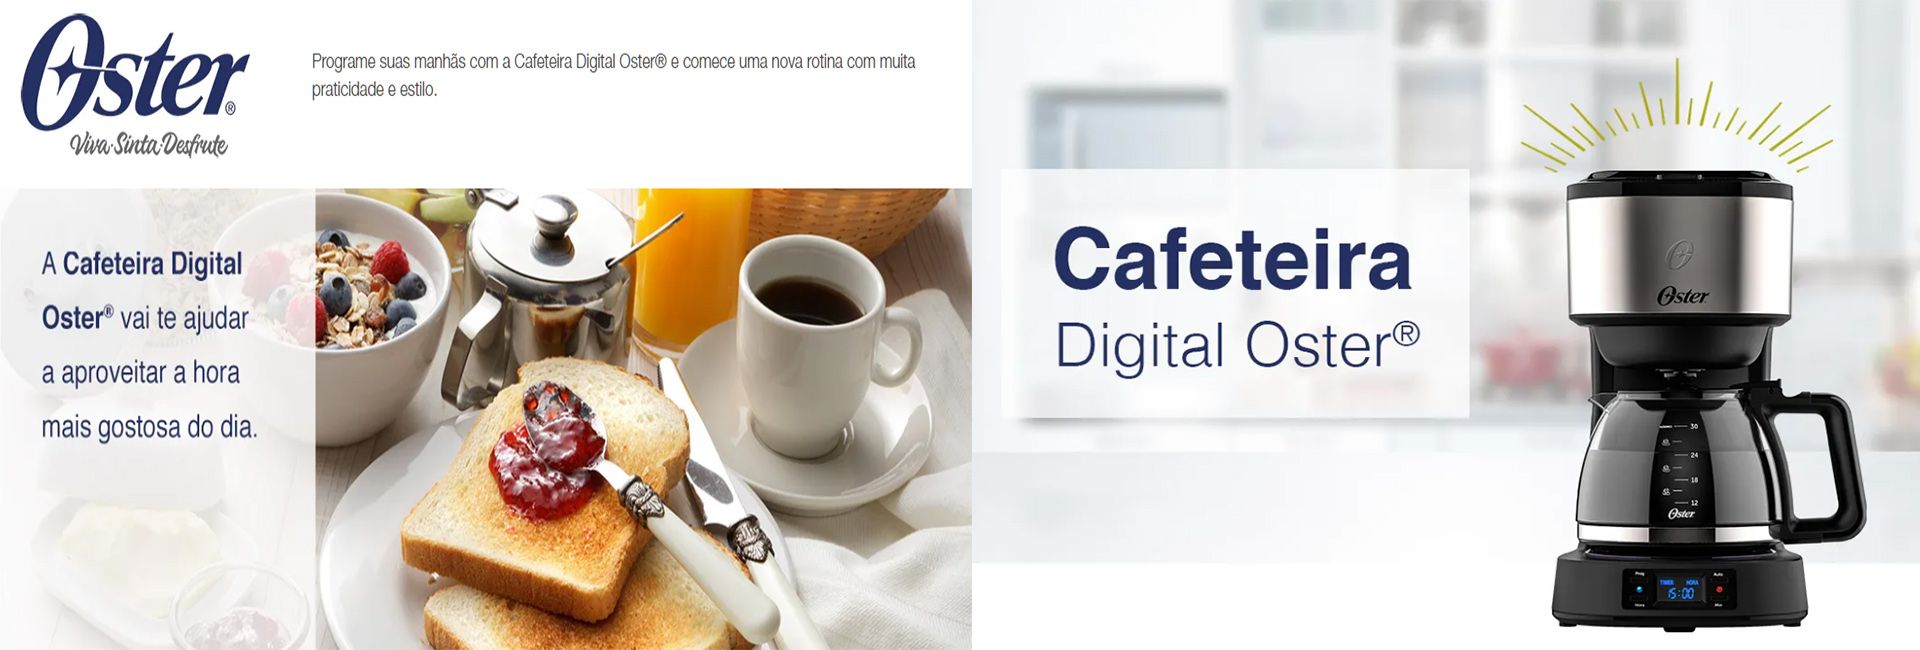 Oster®
Viva·Sinta·Desfrute
Programe suas manhãs com a Cafeteira Digital Oster® e comece uma nova rotina com muita
praticidade e estilo.
A Cafeteira Digital
Oster® vai te ajudar
a aproveitar a hora
mais gostosa do dia.
Cafeteira
Digital Oster®
Oster
30
24
18
12
Oster
Prog
Auto
TIMER HORA
15:00
Hora
Min